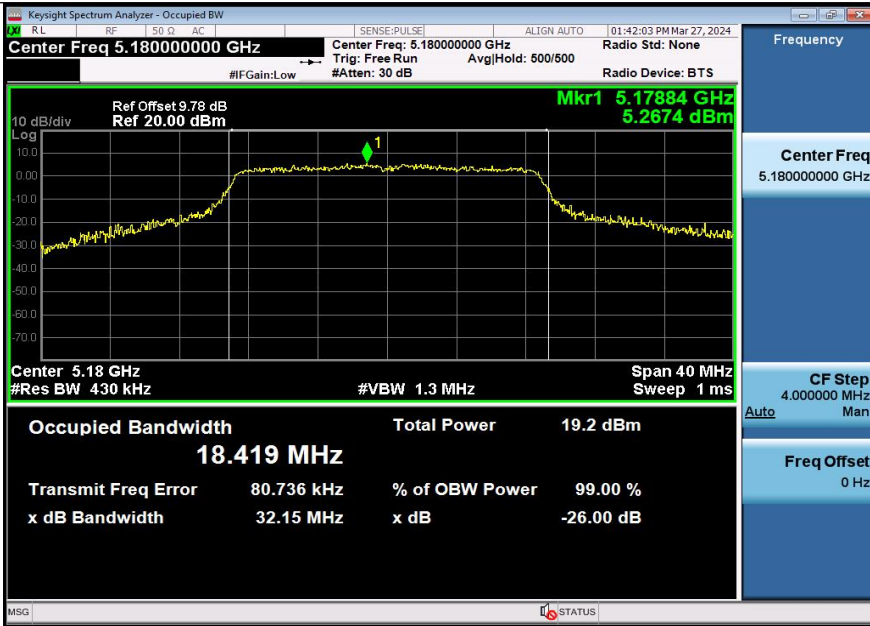 Keysight Spectrum Analyzer - Occupied BW
LXI RL RF 50 Ω AC SENSE:PULSE ALIGN AUTO 01:42:03 PM Mar 27, 2024
Center Freq 5.180000000 GHz
Center Freq: 5.180000000 GHz
Radio Std: None
Trig: Free Run Avg|Hold: 500/500
#IFGain:Low #Atten: 30 dB Radio Device: BTS
Frequency
Ref Offset 9.78 dB
Mkr1 5.17884 GHz
10 dB/div Ref 20.00 dBm
5.2674 dBm
Log
1
10.0
0.00
-10.0
-20.0
-30.0
-40.0
-50.0
-60.0
-70.0
Center 5.18 GHz
Span 40 MHz
#Res BW 430 kHz
#VBW 1.3 MHz
Sweep 1 ms
Occupied Bandwidth
18.419 MHz
Total Power 19.2 dBm
Transmit Freq Error 80.736 kHz
% of OBW Power 99.00 %
x dB Bandwidth 32.15 MHz
x dB -26.00 dB
Center Freq
5.180000000 GHz
CF Step
4.000000 MHz
Auto Man
Freq Offset
0 Hz
MSG
STATUS